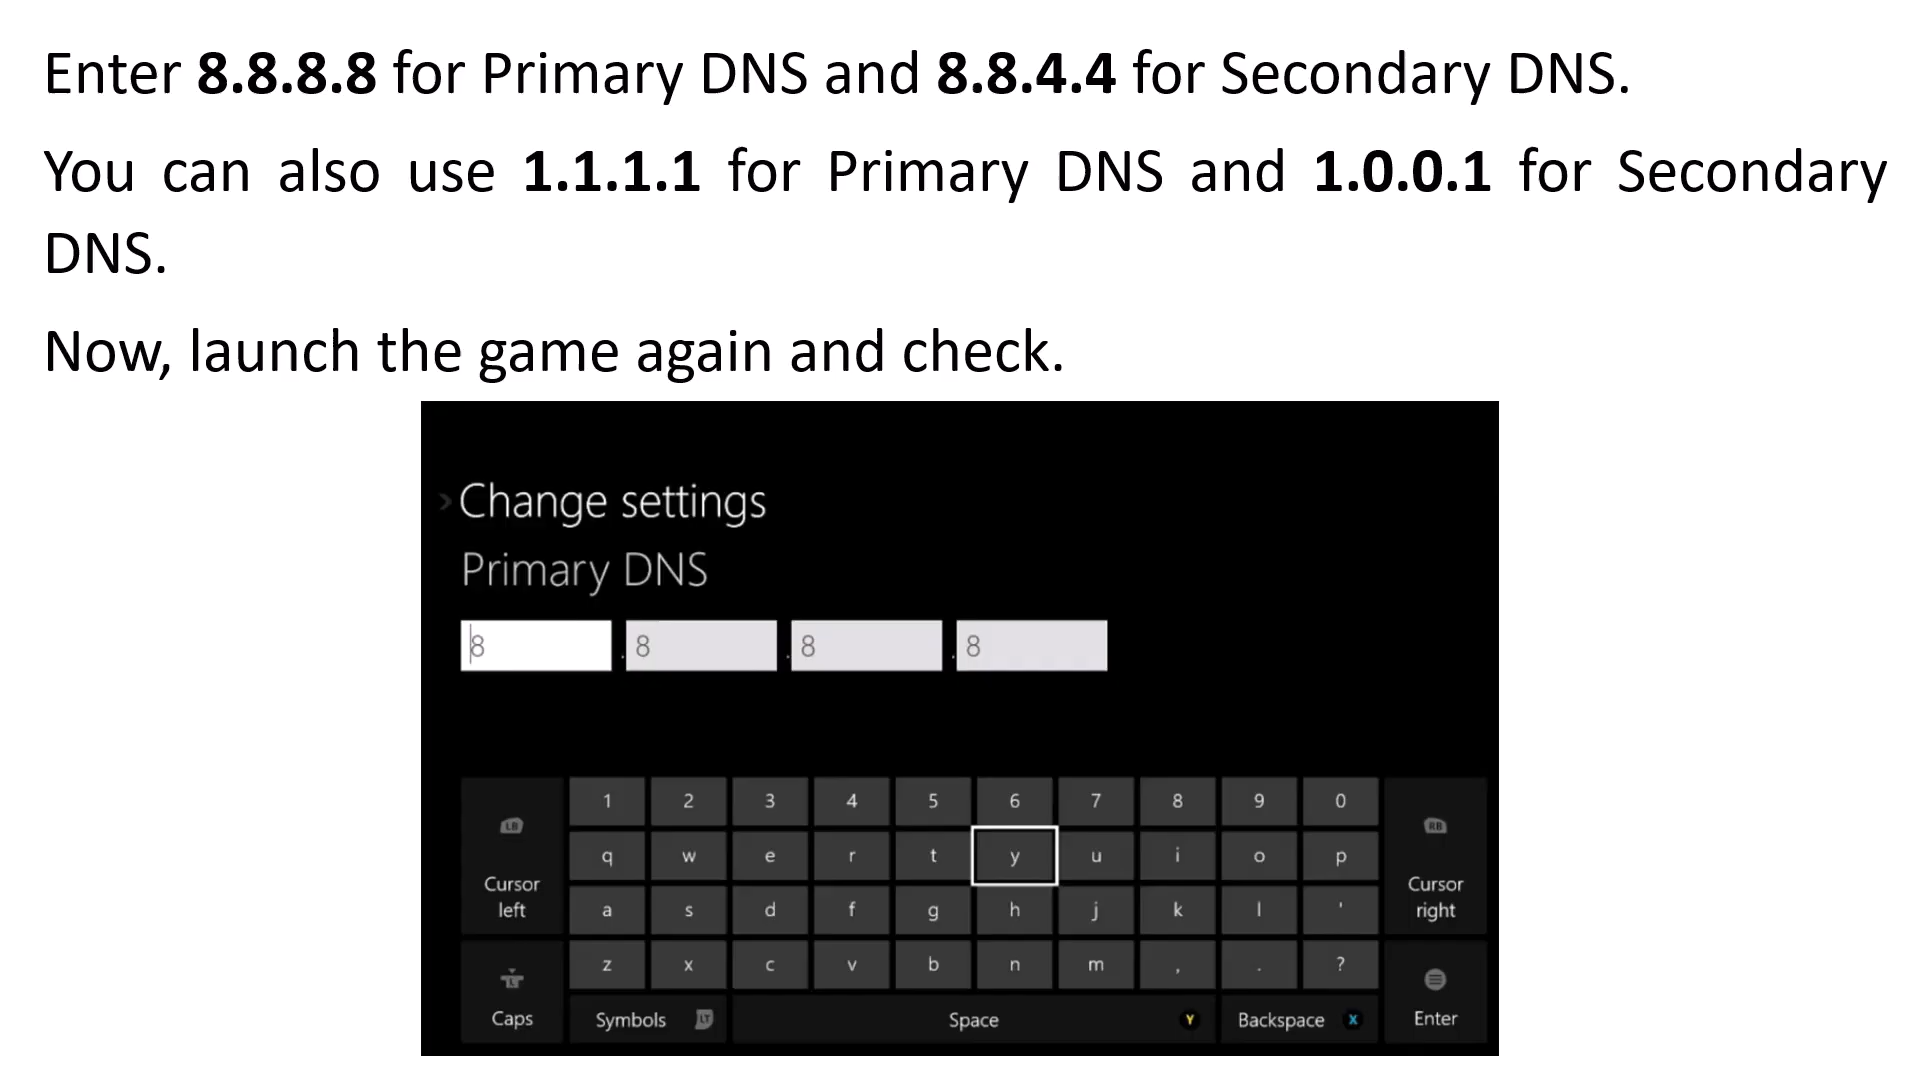 Enter 8.8.8.8 for Primary DNS and 8.8.4.4 for Secondary DNS.
You can also use 1.1.1.1 for Primary DNS and 1.0.0.1 for Secondary
DNS.
Now, launch the game again and check.
Change settings
Primary DNS
8 . 8 . 8 . 8
1 2 3 4 5 6 7 8 9 0
LB RB
q w e r t y u i o p
Cursor left
Cursor right
a s d f g h j k l '
z x c v b n m , . ?
L
Caps
Symbols LT Space Y Backspace X Enter